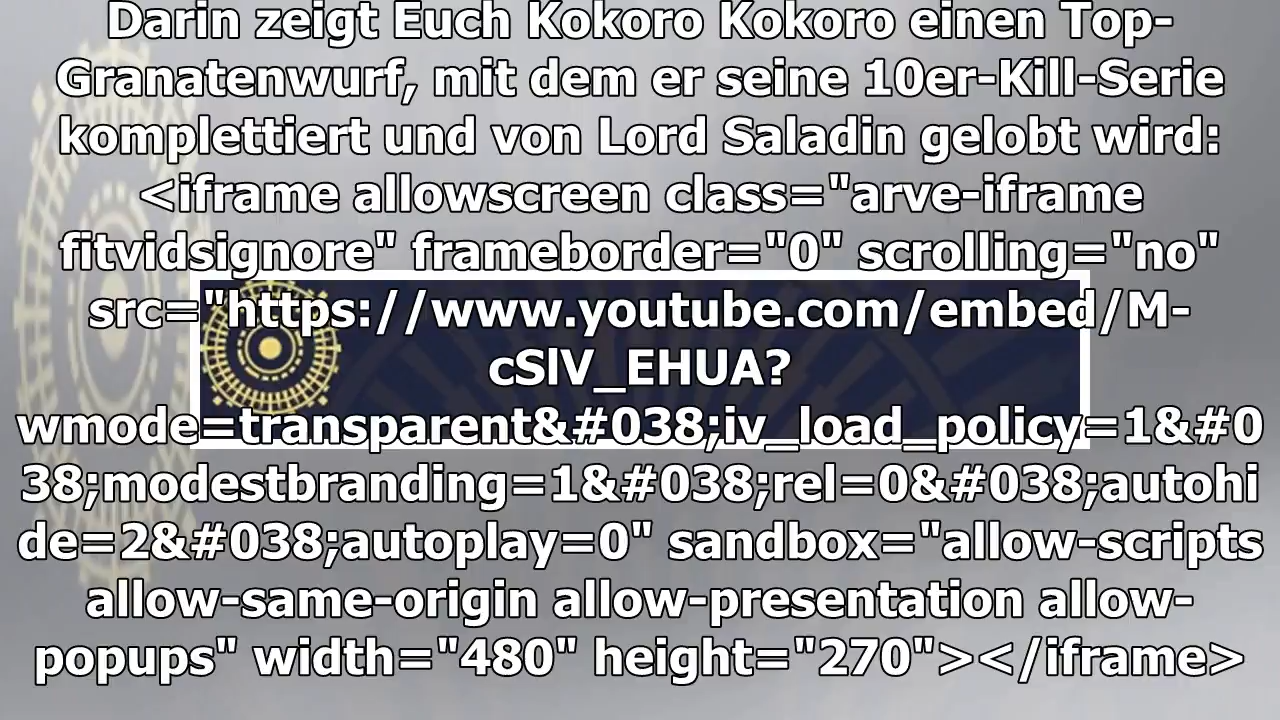 Darin zeigt Euch Kokoro Kokoro einen Top-
Granatenwurf, mit dem er seine 10er-Kill-Serie
komplettiert und von Lord Saladin gelobt wird:
<iframe allowscreen class="arve-iframe
fitvidsignore" frameborder="0" scrolling="no"
src="https://www.youtube.com/embed/M-
cSlV_EHUA?
wmode=transparent&#038;iv_load_policy=1&#0
38;modestbranding=1&#038;rel=0&#038;autohi
de=2&#038;autoplay=0" sandbox="allow-scripts
allow-same-origin allow-presentation allow-
popups" width="480" height="270"></iframe>